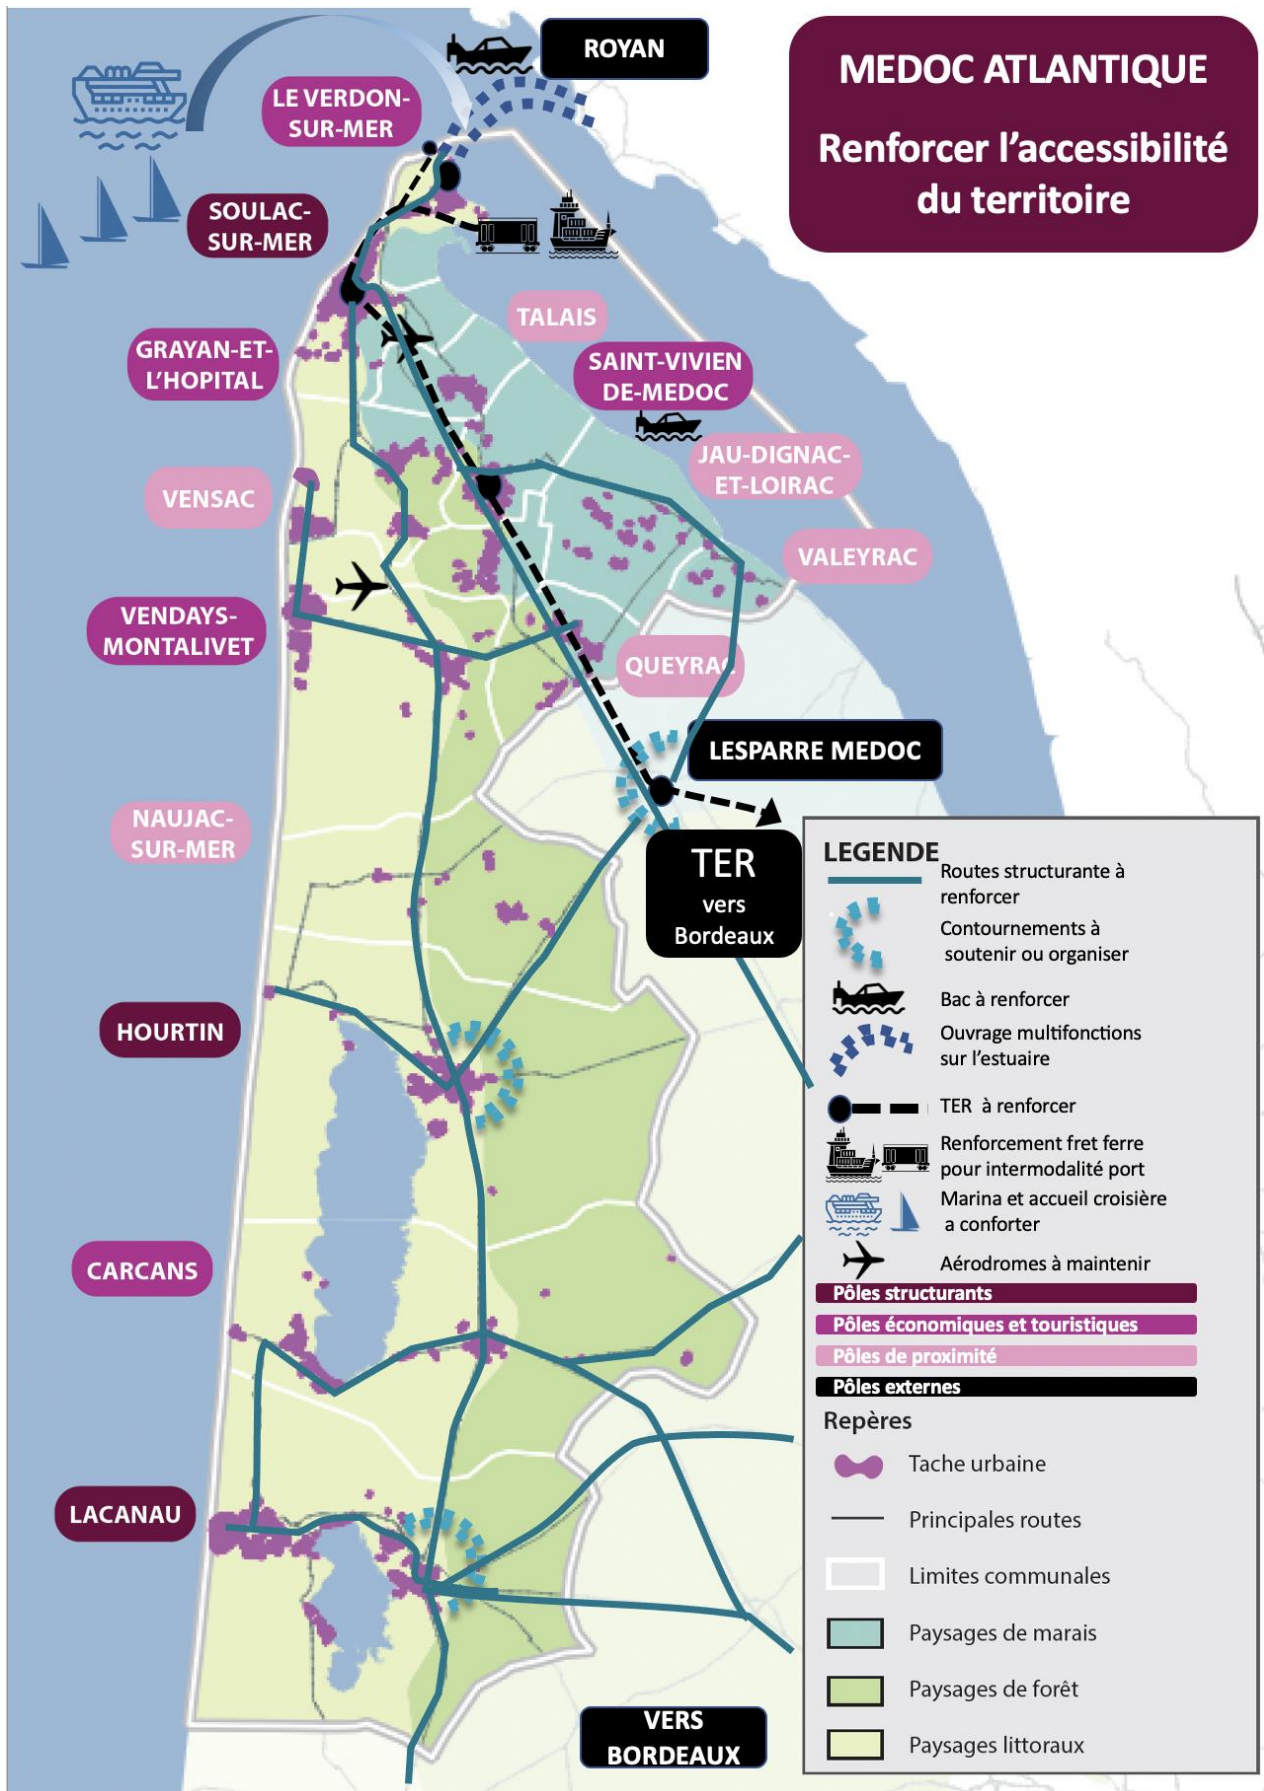 ROYAN
MEDOC ATLANTIQUE
Renforcer l’accessibilité
du territoire
LE VERDON-
SUR-MER
SOULAC-
SUR-MER
TALAIS
GRAYAN-ET-
L’HOPITAL
SAINT-VIVIEN
DE-MEDOC
JAU-DIGNAC-
ET-LOIRAC
VENSAC
VALEYRAC
VENDAYS-
MONTALIVET
QUEYRAC
LESPARRE MEDOC
NAUJAC-
SUR-MER
TER
vers
Bordeaux
HOURTIN
CARCANS
LACANAU
VERS
BORDEAUX
LEGENDE
Routes structurante à
renforcer
Contournements à
soutenir ou organiser
Bac à renforcer
Ouvrage multifonctions
sur l’estuaire
TER à renforcer
Renforcement fret ferre
pour intermodalité port
Marina et accueil croisière
a conforter
Aérodromes à maintenir
Pôles structurants
Pôles économiques et touristiques
Pôles de proximité
Pôles externes
Repères
Tache urbaine
Principales routes
Limites communales
Paysages de marais
Paysages de forêt
Paysages littoraux